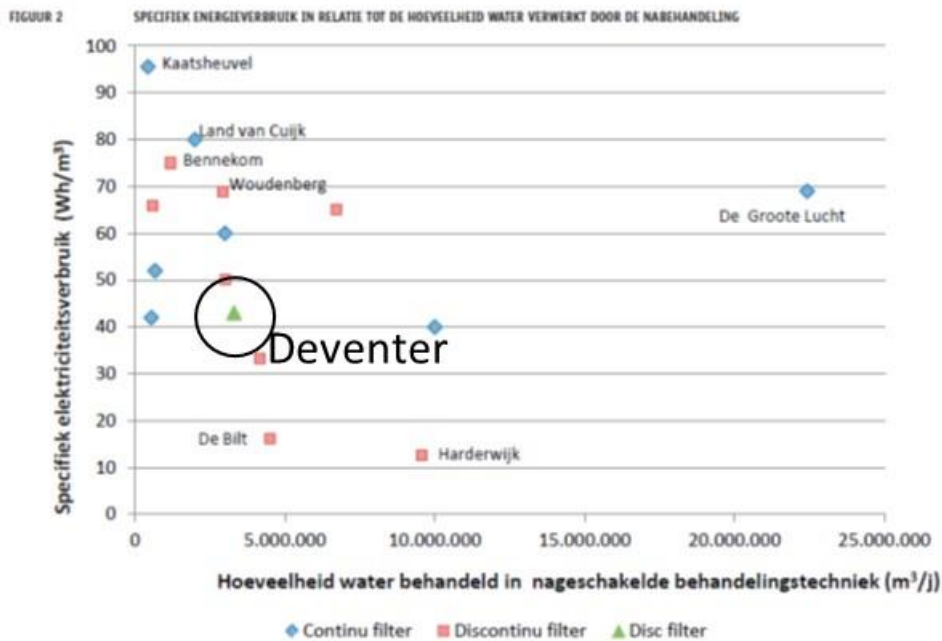 FIGUUR 2 SPECIFIEK ENERGIEVERBRUIK IN RELATIE TOT DE HOEVEELHEID WATER VERWERKT DOOR DE NABEHANDELING
Specifiek elektriciteitsverbruik (Wh/m³)
100
90
80
70
60
50
40
30
20
10
0
Kaatsheuvel
Land van Cuijk
Bennekom
Woudenberg
De Groote Lucht
Deventer
De Bilt
Harderwijk
0 5.000.000 10.000.000 15.000.000 20.000.000 25.000.000
Hoeveelheid water behandeld in nageschakelde behandelingstechniek (m³/j)
Continu filter Discontinu filter Disc filter